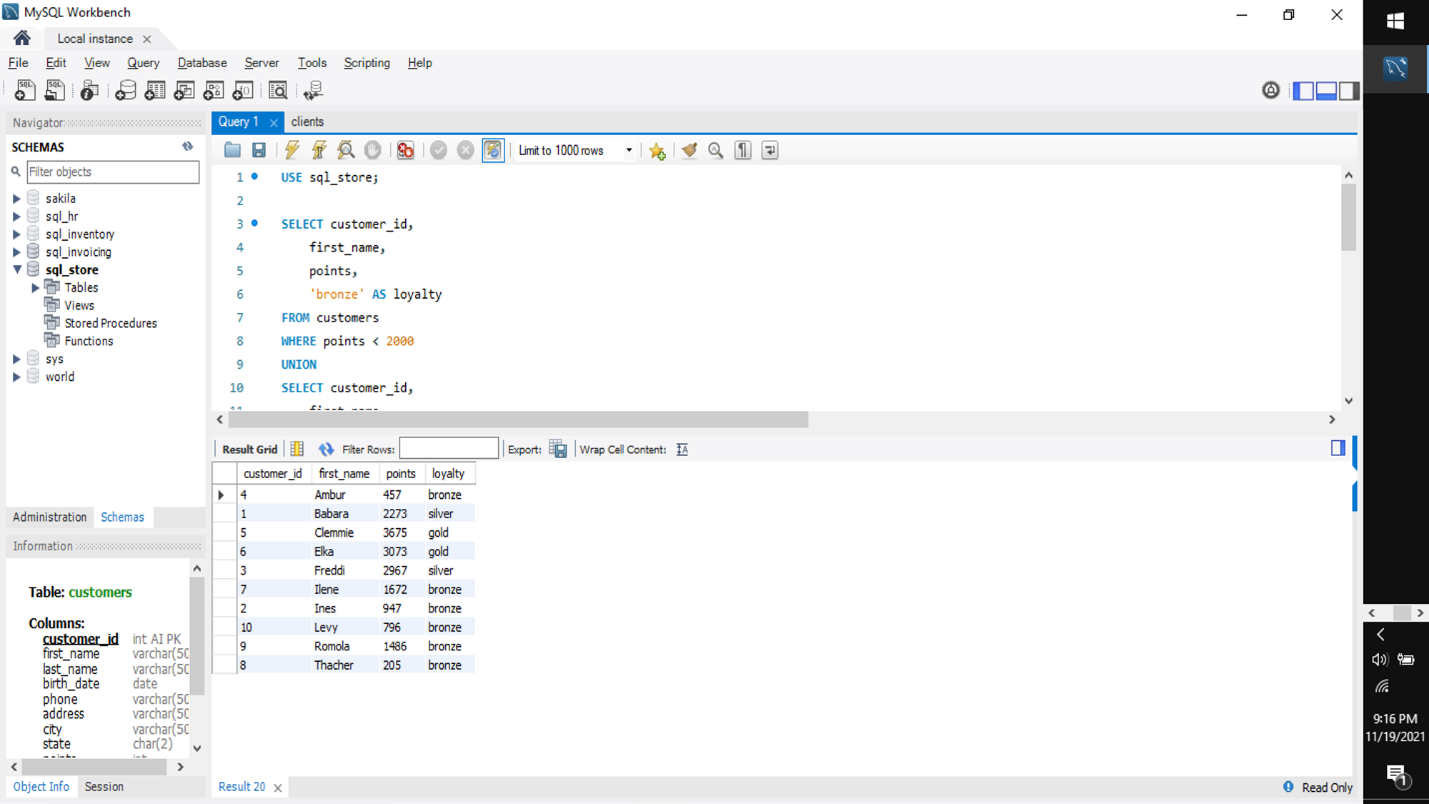 MySQL Workbench
Local instance
File Edit View Query Database Server Tools Scripting Help
Navigator
SCHEMAS
Filter objects
sakila
sql_hr
sql_inventory
sql_invoicing
sql_store
Tables
Views
Stored Procedures
Functions
sys
world
Administration Schemas
Information
Table: customers
Columns:
customer_id int AI PK
first_name varchar(50
last_name varchar(50
birth_date date
phone varchar(50
address varchar(50
city varchar(50
state char(2)
Object Info Session
Query 1 clients
Limit to 1000 rows
1 USE sql_store;
2
3 SELECT customer_id,
4 first_name,
5 points,
6 'bronze' AS loyalty
7 FROM customers
8 WHERE points < 2000
9 UNION
10 SELECT customer_id,
11 first_name
Result Grid Filter Rows: Export: Wrap Cell Content:
customer_id first_name points loyalty
4 Ambur 457 bronze
1 Babara 2273 silver
5 Clemmie 3675 gold
6 Elka 3073 gold
3 Freddi 2967 silver
7 Ilene 1672 bronze
2 Ines 947 bronze
10 Levy 796 bronze
9 Romola 1486 bronze
8 Thacher 205 bronze
Result 20
Read Only
9:16 PM
11/19/2021
1